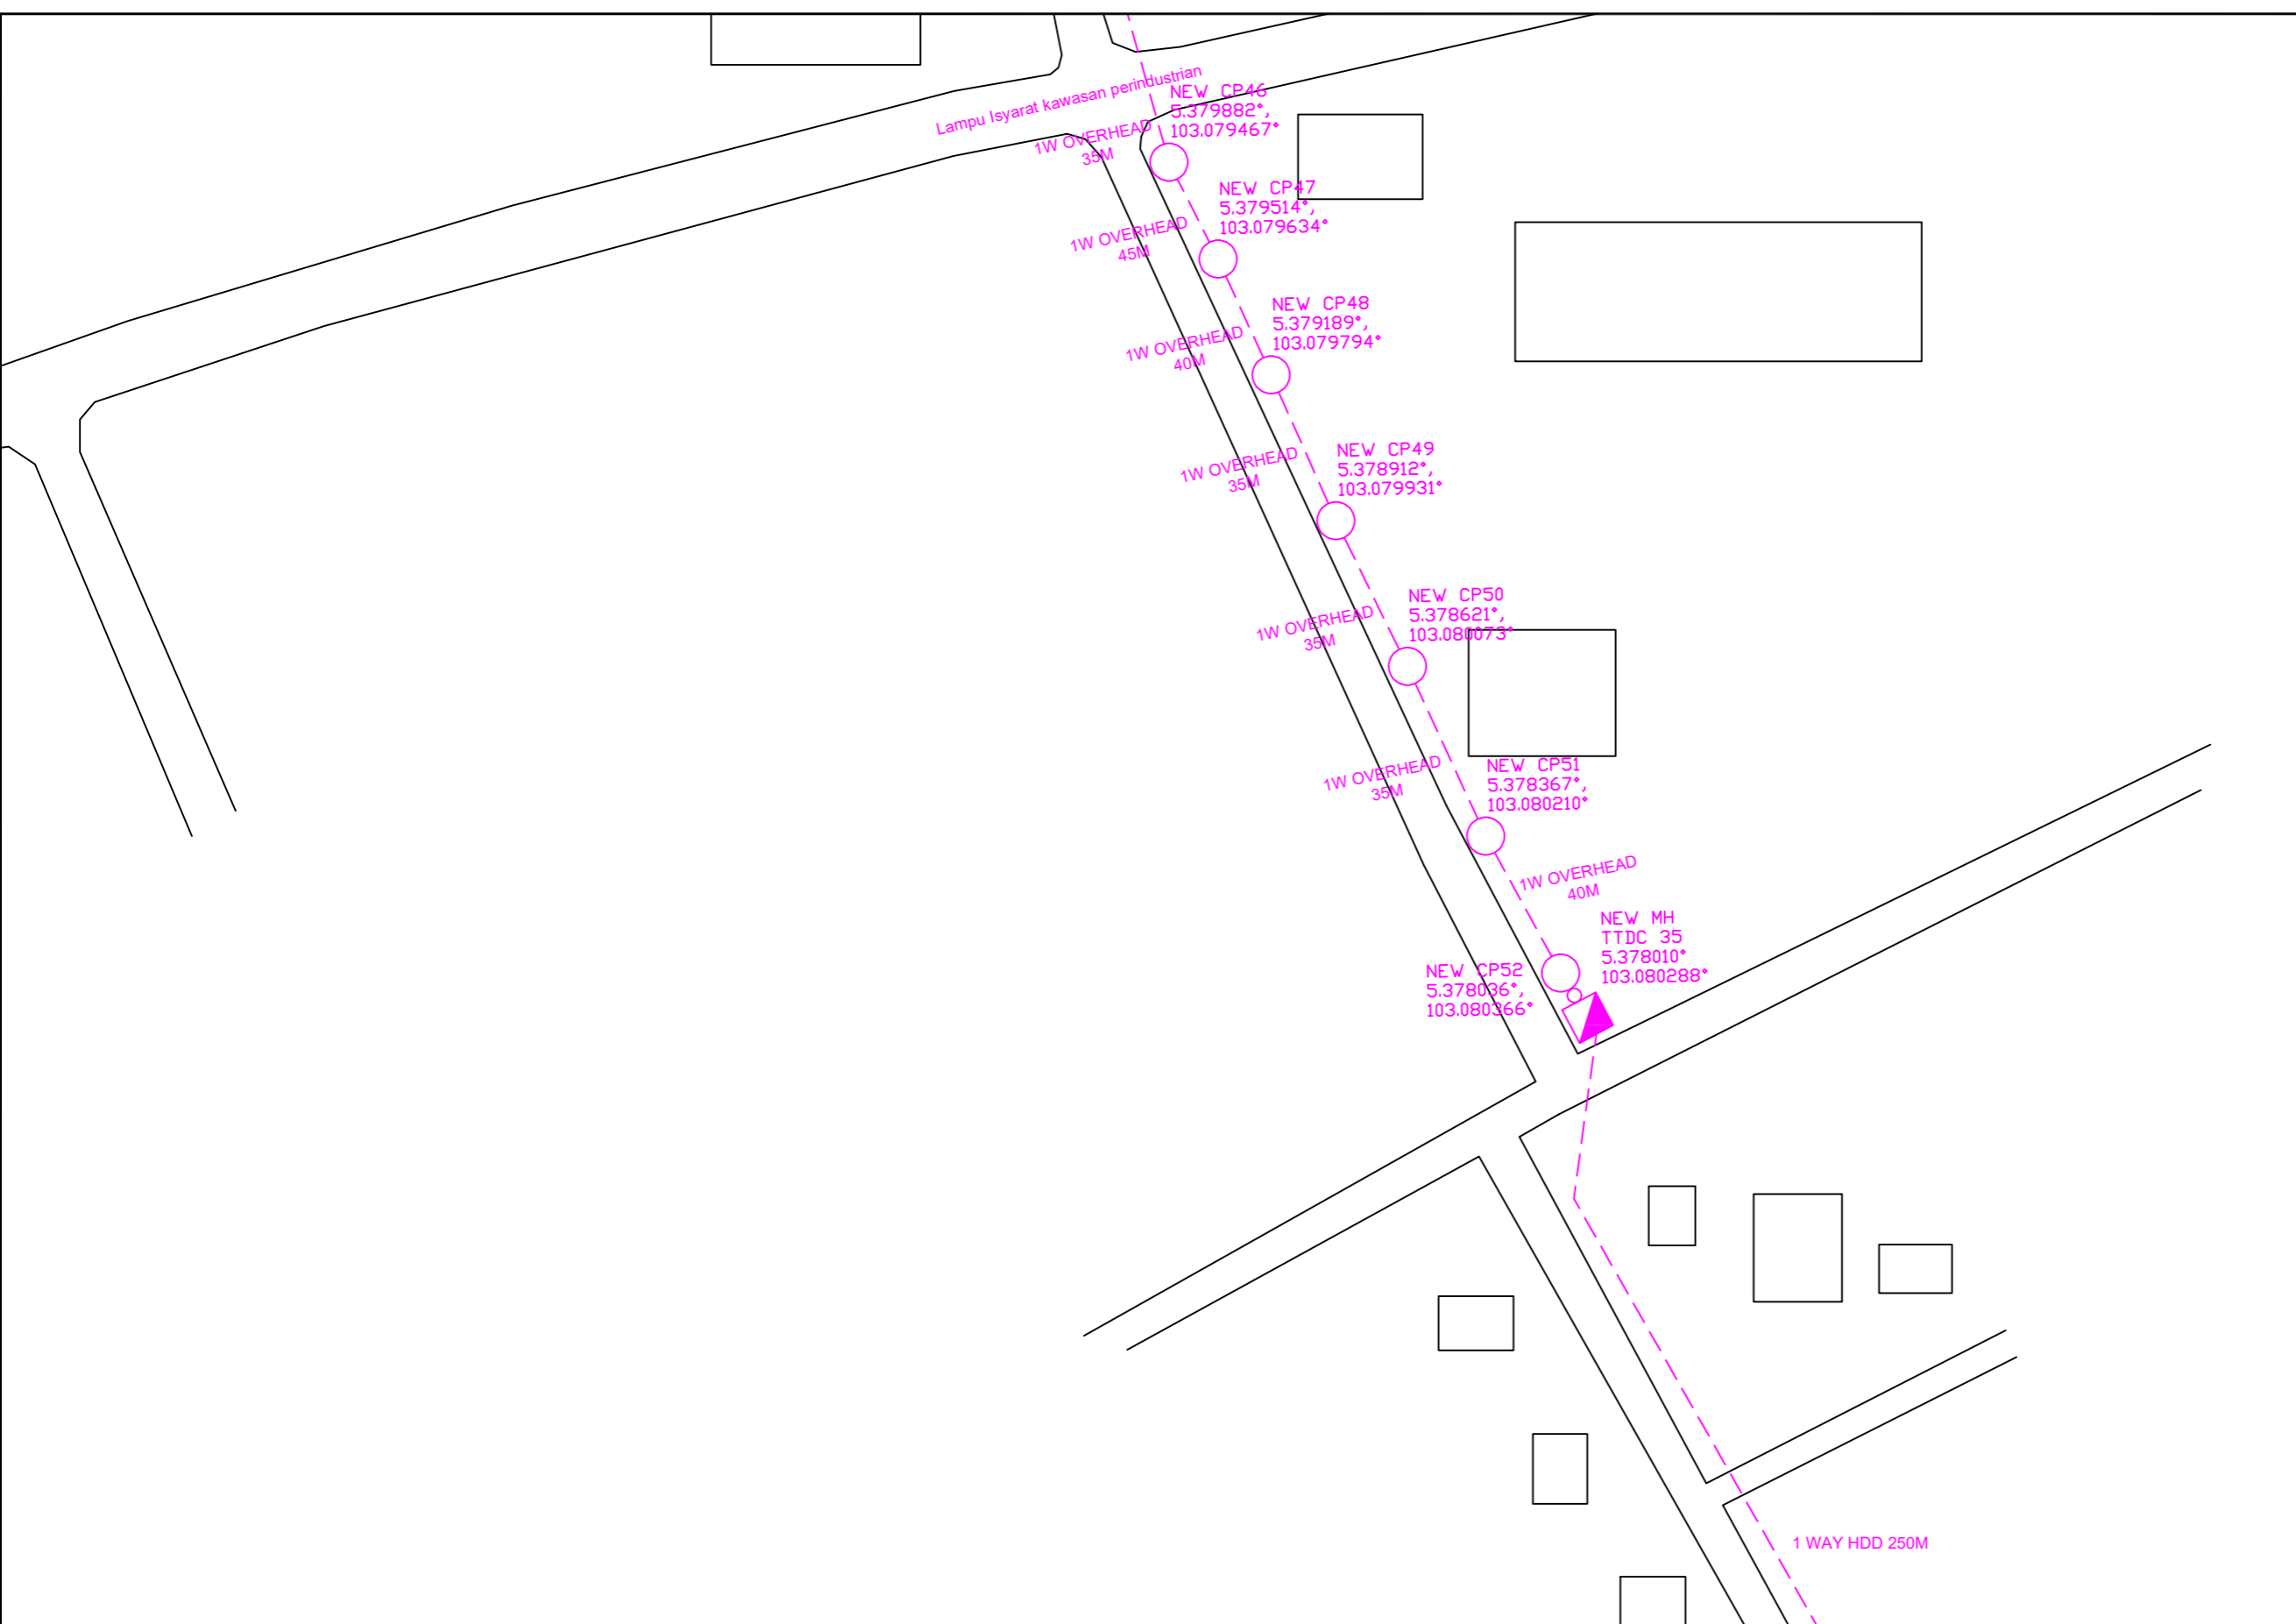 Lampu Isyarat kawasan perindustrian
NEW CP46
5.379882°,
103.079467°
1W OVERHEAD
35M
NEW CP47
5.379514°,
103.079634°
1W OVERHEAD
45M
NEW CP48
5.379189°,
103.079794°
1W OVERHEAD
40M
NEW CP49
5.378912°,
103.079931°
1W OVERHEAD
35M
NEW CP50
5.378621°,
103.080073°
1W OVERHEAD
35M
NEW CP51
5.378367°,
103.080210°
1W OVERHEAD
35M
1W OVERHEAD
40M
NEW MH
TTDC 35
5.378010°
103.080288°
NEW CP52
5.378036°,
103.080366°
1 WAY HDD 250M